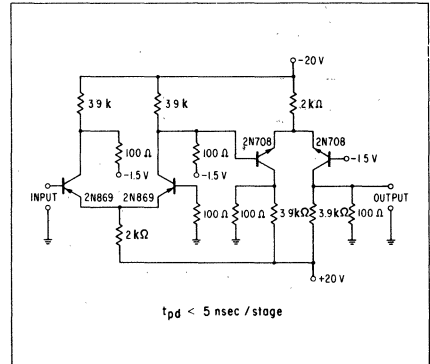 -20 V
39 k
39 k
2 kΩ
100 Ω
100 Ω
2N708
2N708
-1.5 V
-1.5 V
-1.5 V
INPUT
2N869
2N869
100 Ω
100 Ω
3.9 kΩ
3.9 kΩ
100 Ω
OUTPUT
2 kΩ
+20 V
tpd < 5 nsec / stage